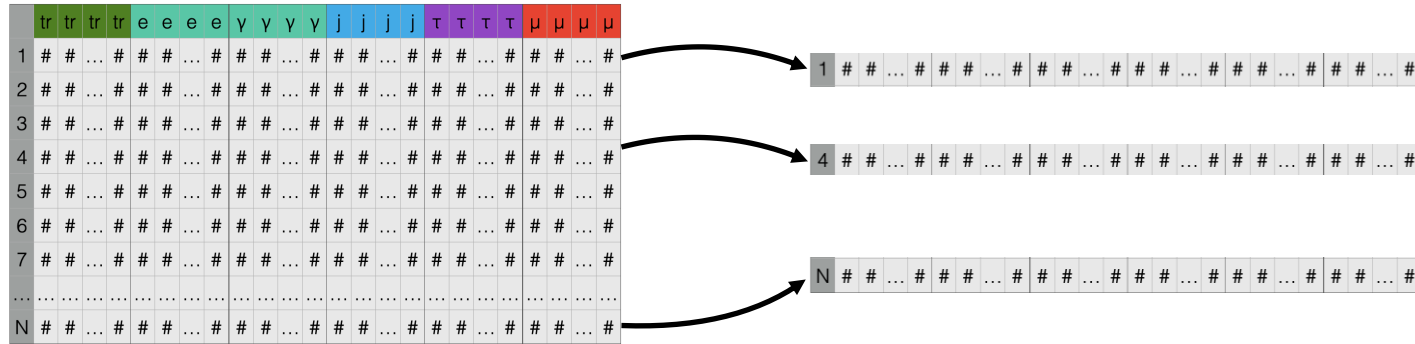 tr tr tr tr e e e e γ γ γ γ j j j j τ τ τ τ μ μ μ μ
1 # # … # # # … # # # … # # # … # # # … # # # … #
2 # # … # # # … # # # … # # # … # # # … # # # … #
3 # # … # # # … # # # … # # # … # # # … # # # … #
4 # # … # # # … # # # … # # # … # # # … # # # … #
5 # # … # # # … # # # … # # # … # # # … # # # … #
6 # # … # # # … # # # … # # # … # # # … # # # … #
7 # # … # # # … # # # … # # # … # # # … # # # … #
… … … … … … … … … … … … … … … … … … … … … … … … …
N # # … # # # … # # # … # # # … # # # … # # # … #
1 # # … # # # … # # # … # # # … # # # … # # # … #
4 # # … # # # … # # # … # # # … # # # … # # # … #
N # # … # # # … # # # … # # # … # # # … # # # … #